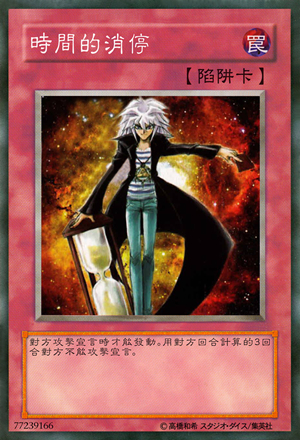 時間的消停
罠
【陷阱卡】
對方攻擊宣言時才能發動。用對方回合計算的3回
合對方不能攻擊宣言。
77239166
©高橋和希 スタジオ・ダイス/集英社